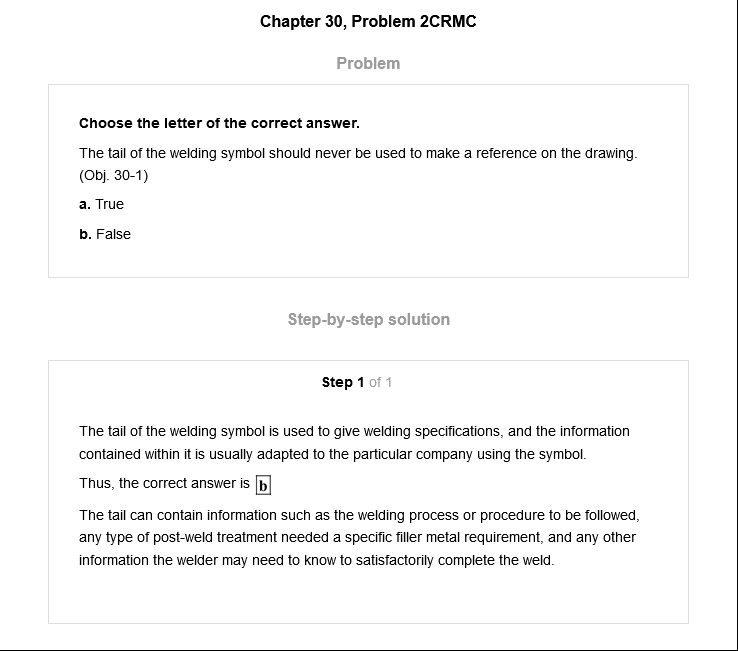 Chapter 30, Problem 2CRMC
Problem
Choose the letter of the correct answer.
The tail of the welding symbol should never be used to make a reference on the drawing.
(Obj. 30-1)
a. True
b. False
Step-by-step solution
Step 1 of 1
The tail of the welding symbol is used to give welding specifications, and the information
contained within it is usually adapted to the particular company using the symbol.
Thus, the correct answer is b
The tail can contain information such as the welding process or procedure to be followed,
any type of post-weld treatment needed a specific filler metal requirement, and any other
information the welder may need to know to satisfactorily complete the weld.